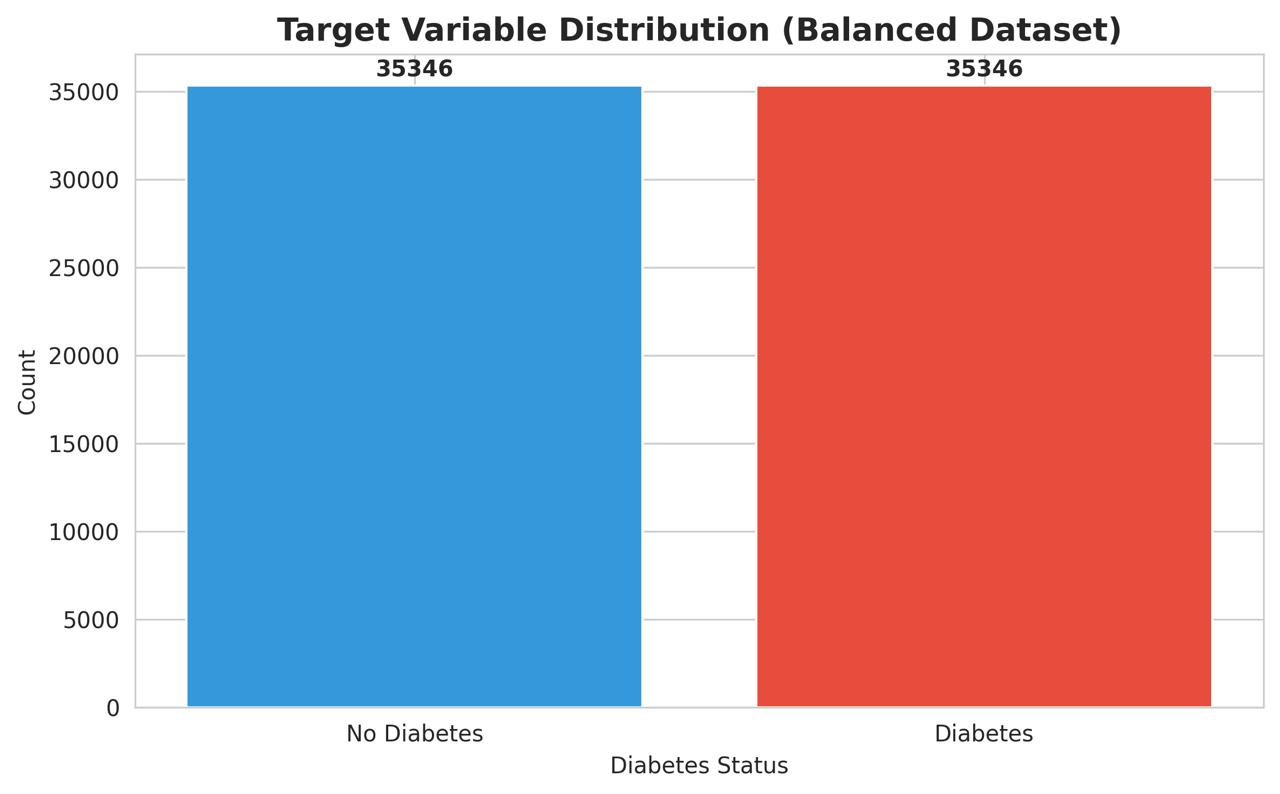 Target Variable Distribution (Balanced Dataset)
35346
35346
35000
30000
25000
20000
15000
10000
5000
0
Count
No Diabetes
Diabetes
Diabetes Status